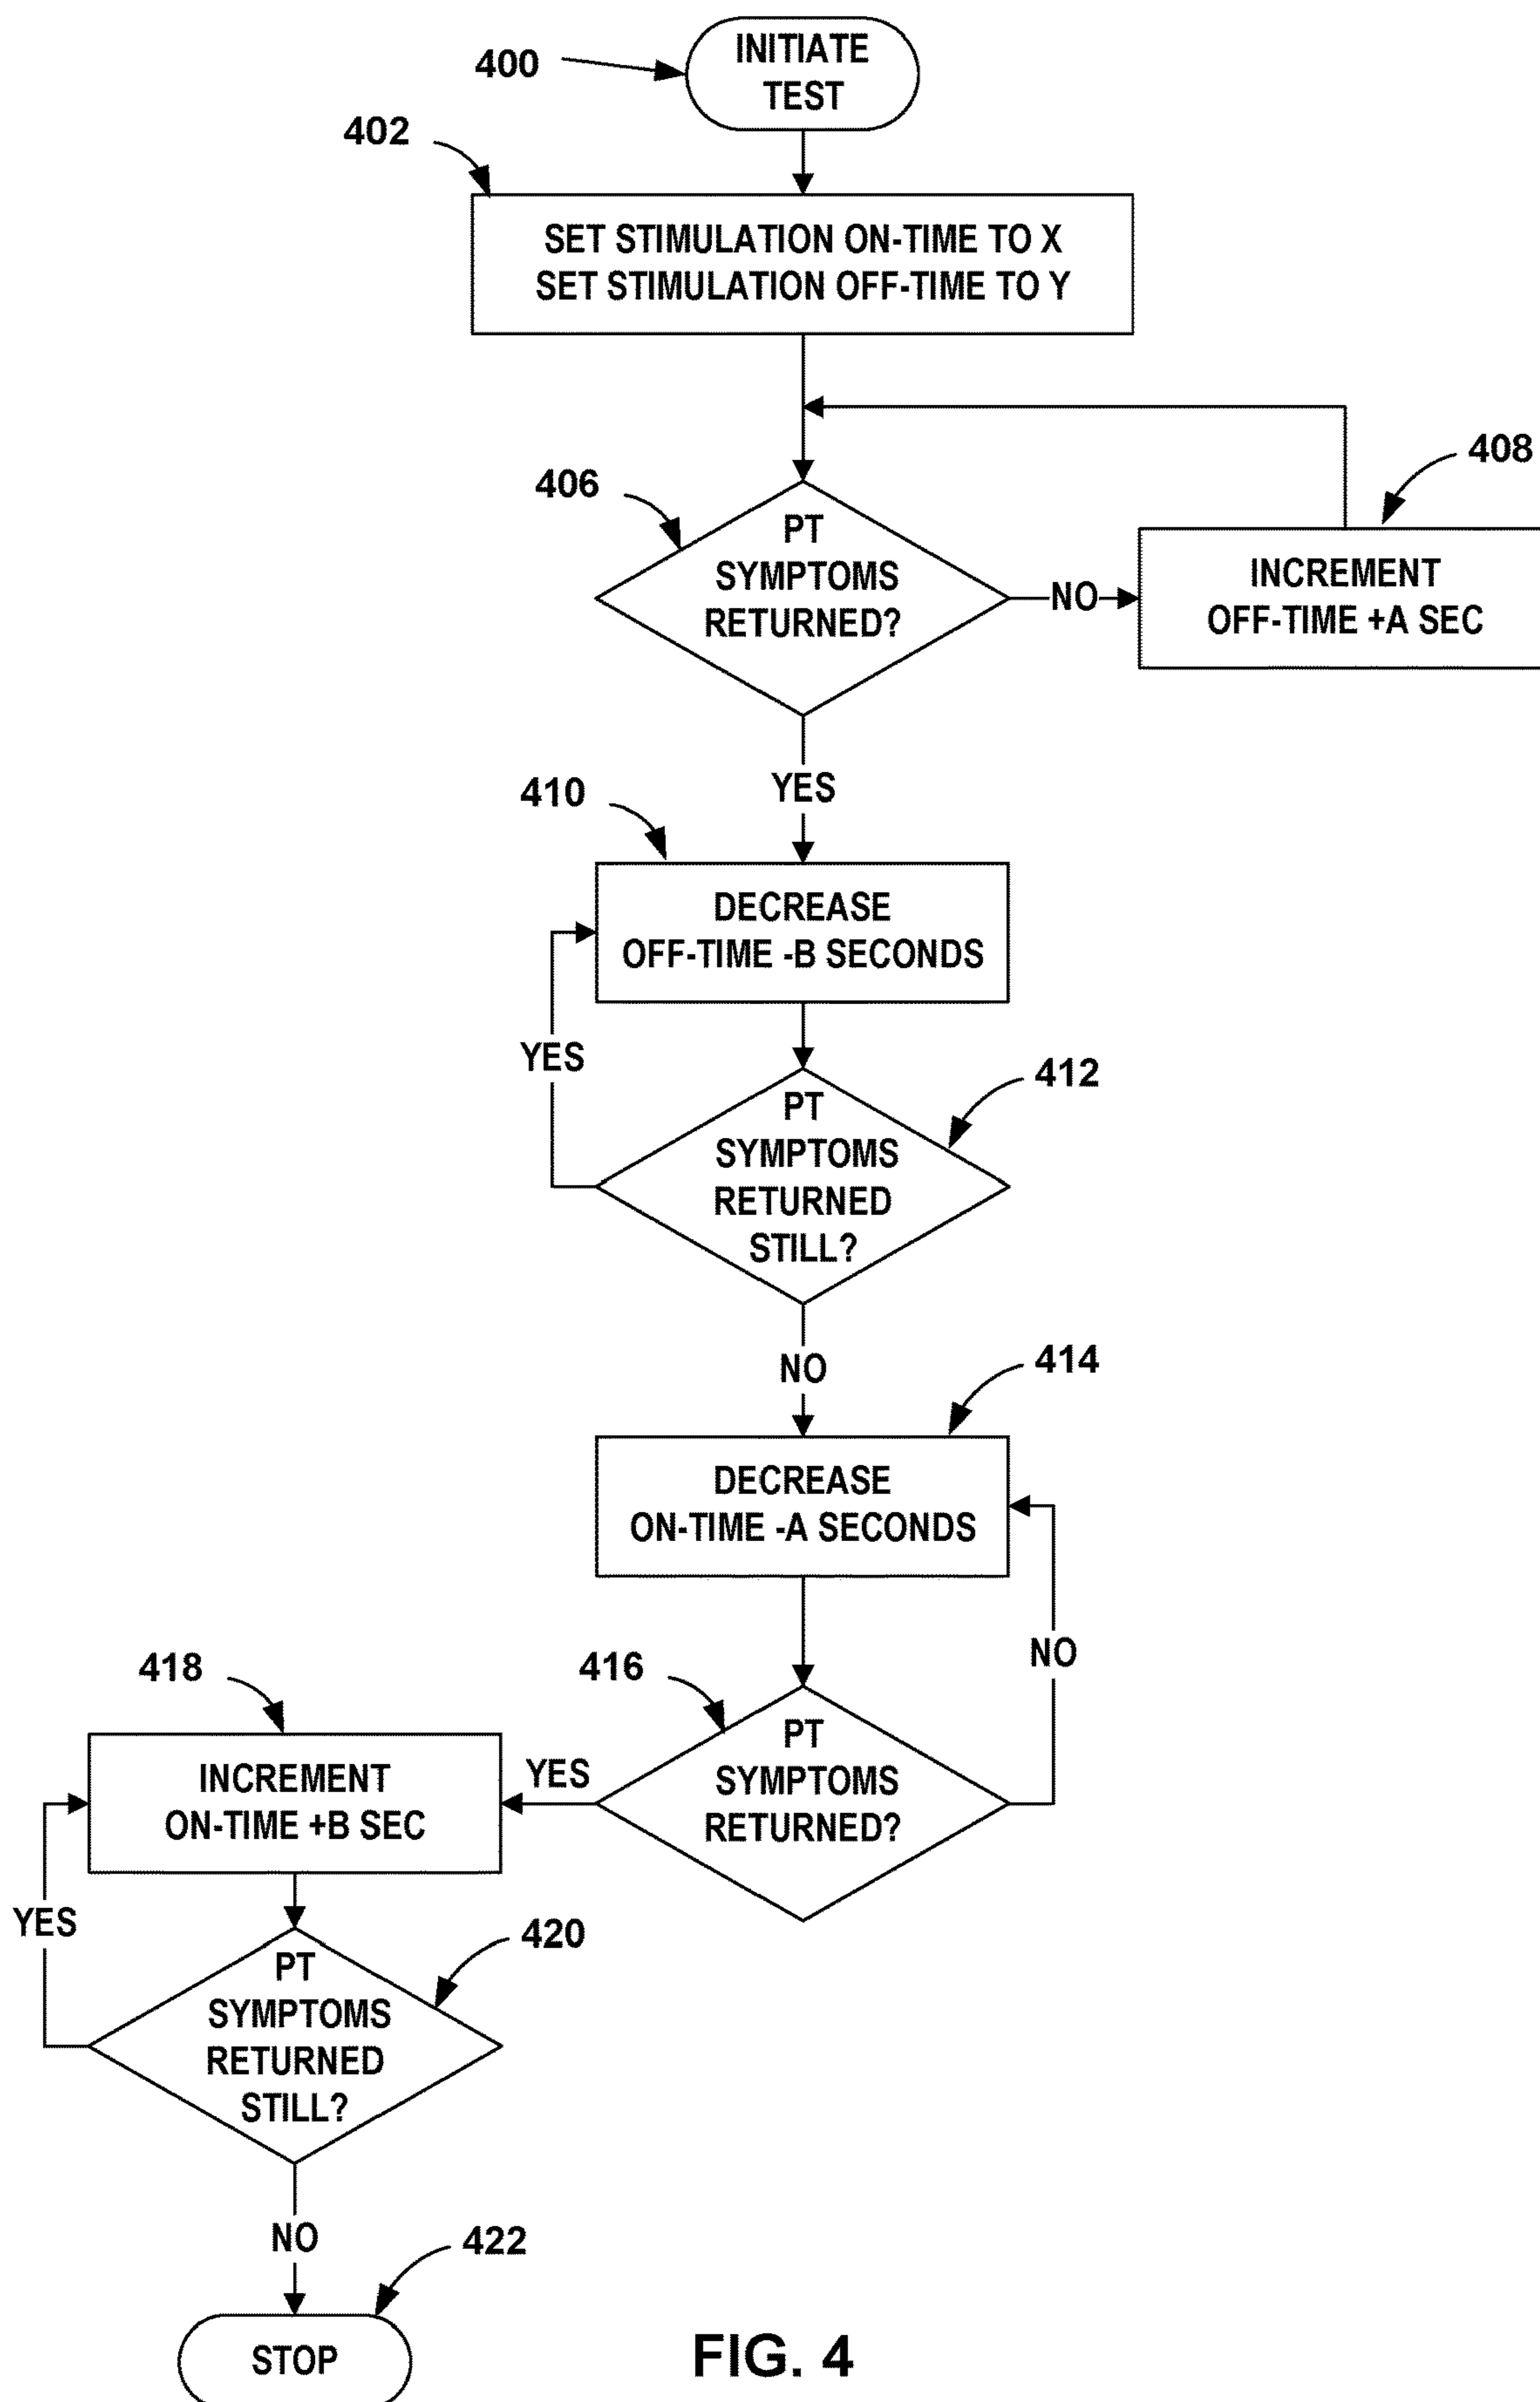 400
INITIATE
TEST
402
SET STIMULATION ON-TIME TO X
SET STIMULATION OFF-TIME TO Y
406
PT
SYMPTOMS
RETURNED?
NO
408
INCREMENT
OFF-TIME +A SEC
YES
410
DECREASE
OFF-TIME -B SECONDS
YES
412
PT
SYMPTOMS
RETURNED
STILL?
NO
414
DECREASE
ON-TIME -A SECONDS
NO
416
PT
SYMPTOMS
RETURNED?
YES
418
INCREMENT
ON-TIME +B SEC
YES
420
PT
SYMPTOMS
RETURNED
STILL?
NO
422
STOP
FIG. 4